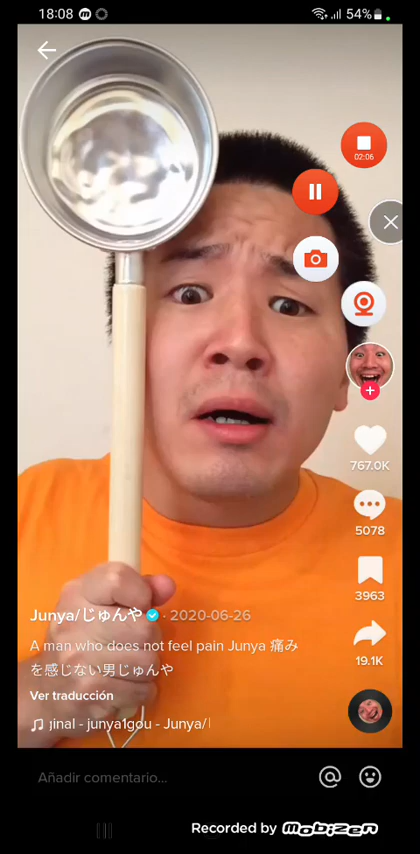 18:08
54%
02:06
767.0K
5078
3963
19.1K
Junya/じゅんや · 2020-06-26
A man who does not feel pain Junya 痛み
を感じない男じゅんや
Ver traducción
jinal - junya1gou - Junya/
Añadir comentario...
Recorded by Mobizen